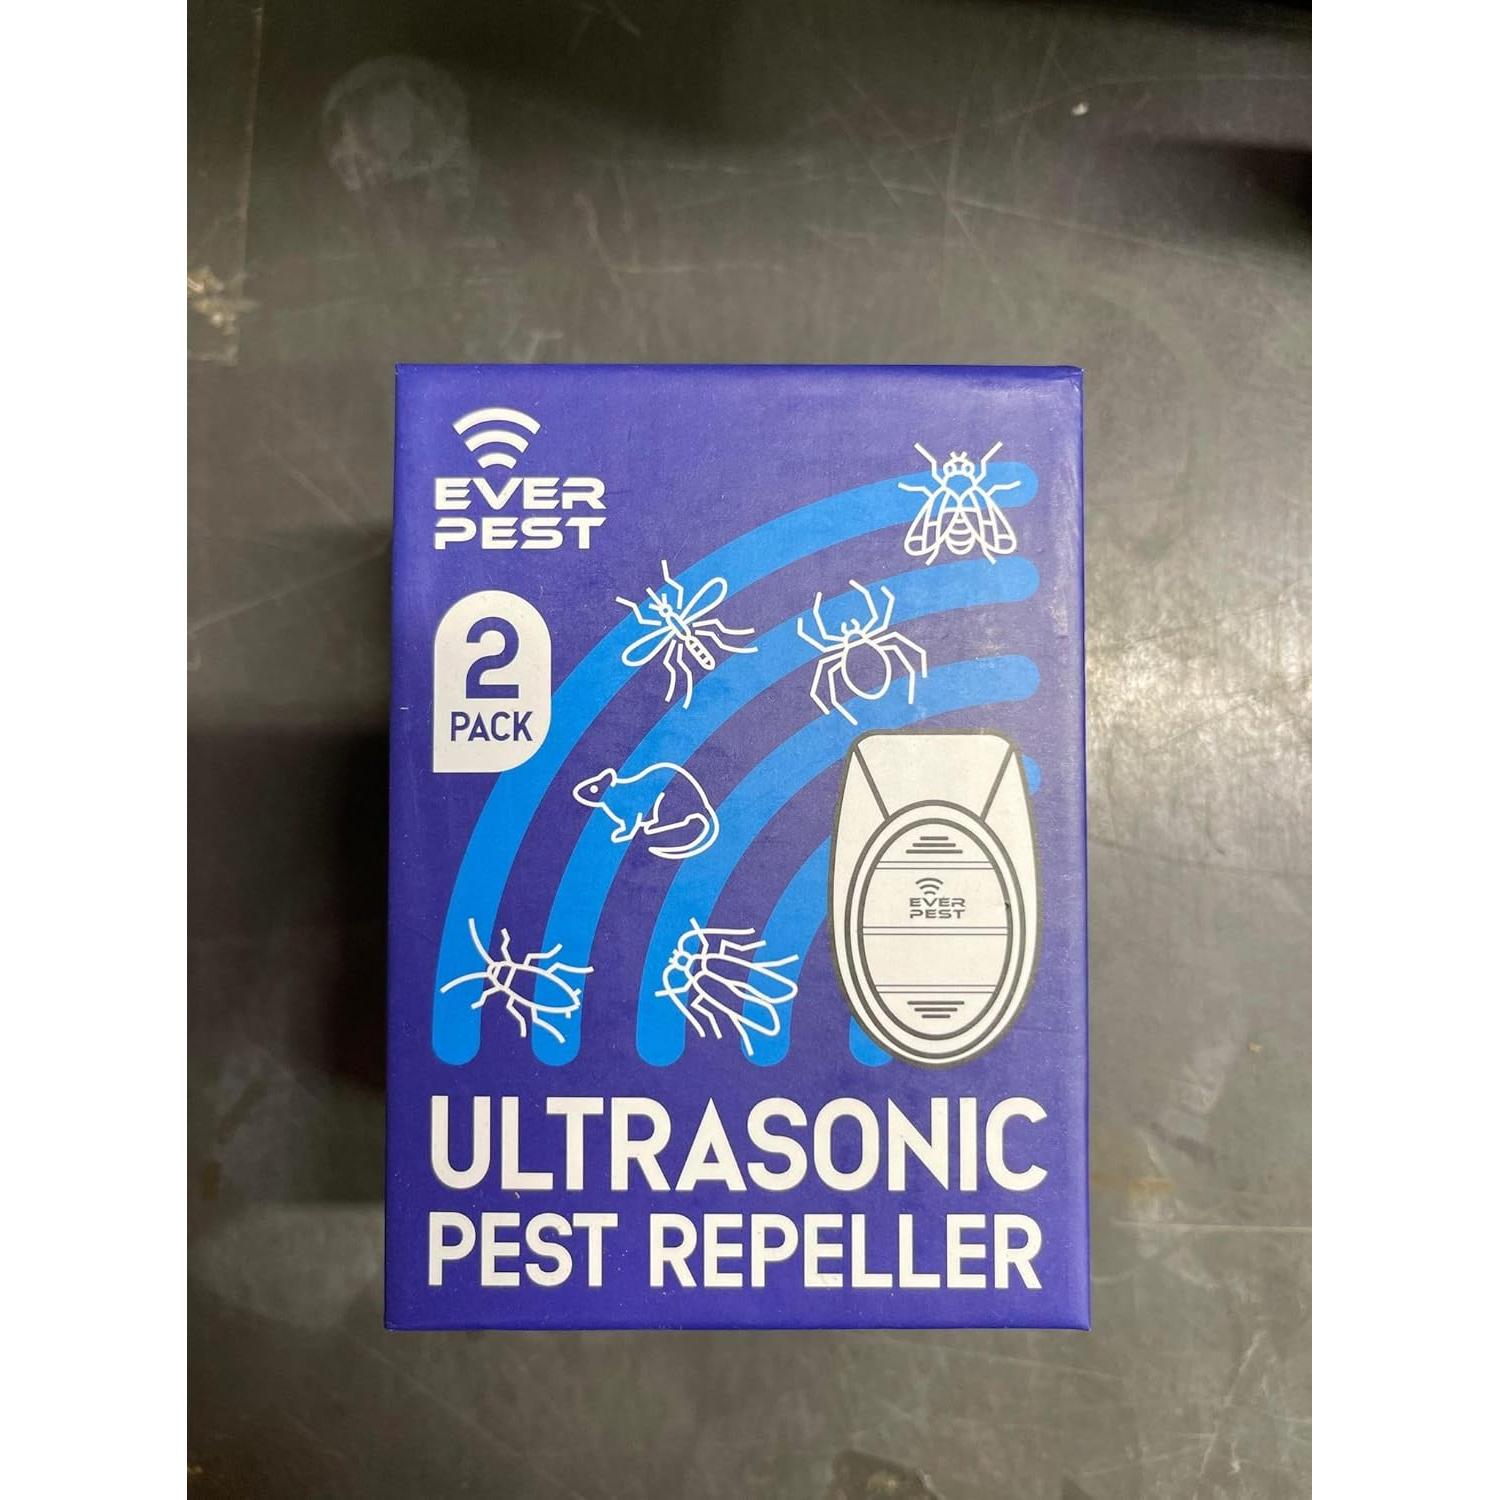 EVER
PEST
2
PACK
EVER
PEST
ULTRASONIC
PEST REPELLER